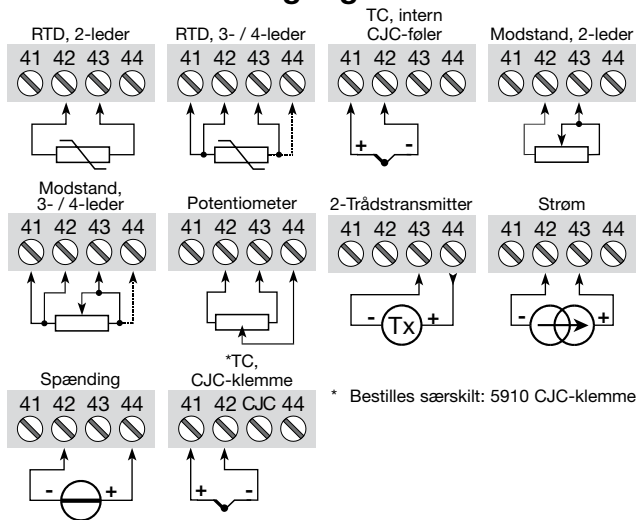 RTD, 2-leder
41 42 43 44
RTD, 3- / 4-leder
41 42 43 44
TC, intern
CJC-føler
41 42 43 44
+ -
Modstand, 2-leder
41 42 43 44
Modstand,
3- / 4-leder
41 42 43 44
Potentiometer
41 42 43 44
2-Trådstransmitter
41 42 43 44
- Tx +
Strøm
41 42 43 44
- +
Spænding
41 42 43 44
- +
*TC,
CJC-klemme
41 42 CJC 44
+ -
* Bestilles særskilt: 5910 CJC-klemme